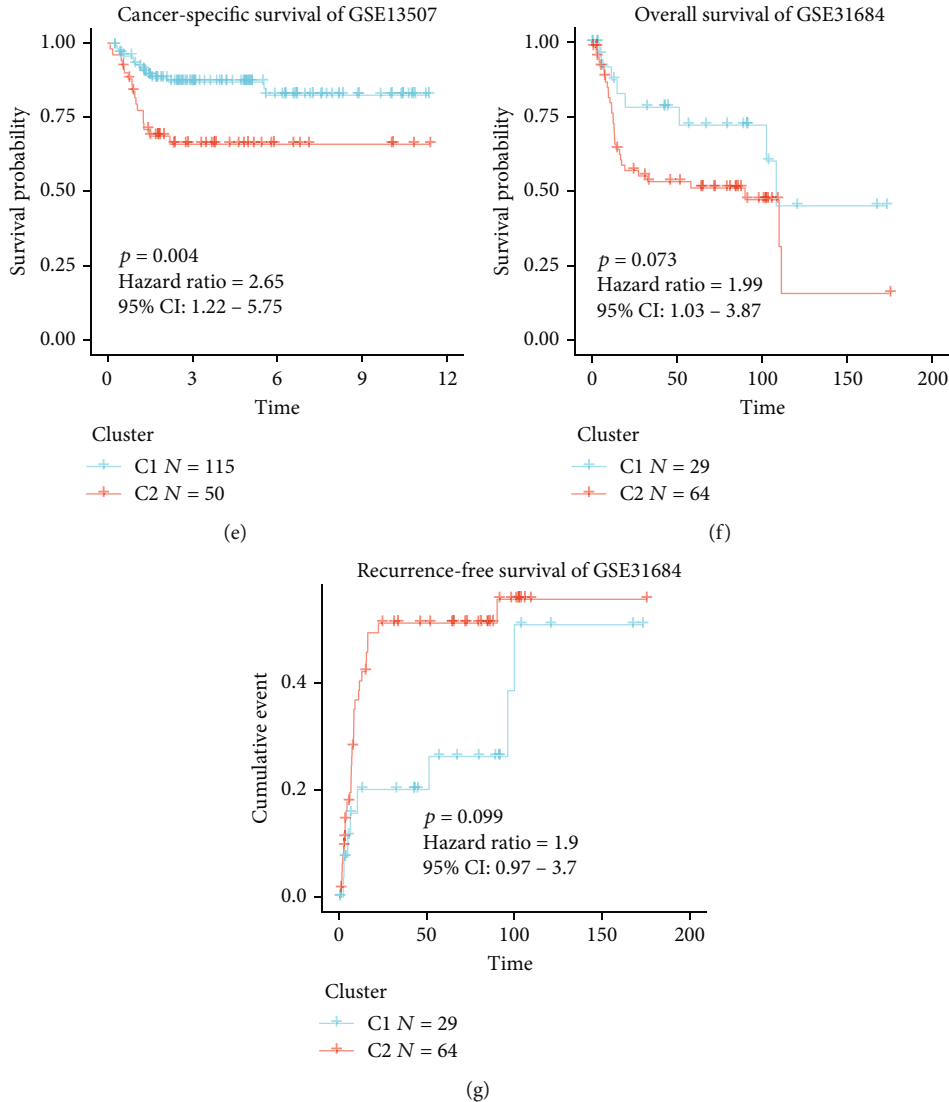 Cancer-specific survival of GSE13507
1.00
0.75
0.50
0.25
0.00
Survival probability
p = 0.004
Hazard ratio = 2.65
95% CI: 1.22 – 5.75
0 3 6 9 12
Time
Cluster
C1 N = 115
C2 N = 50
(e)
Overall survival of GSE31684
1.00
0.75
0.50
0.25
0.00
Survival probability
p = 0.073
Hazard ratio = 1.99
95% CI: 1.03 – 3.87
0 50 100 150 200
Time
Cluster
C1 N = 29
C2 N = 64
(f)
Recurrence-free survival of GSE31684
0.4
0.2
0.0
Cumulative event
p = 0.099
Hazard ratio = 1.9
95% CI: 0.97 – 3.7
0 50 100 150 200
Time
Cluster
C1 N = 29
C2 N = 64
(g)